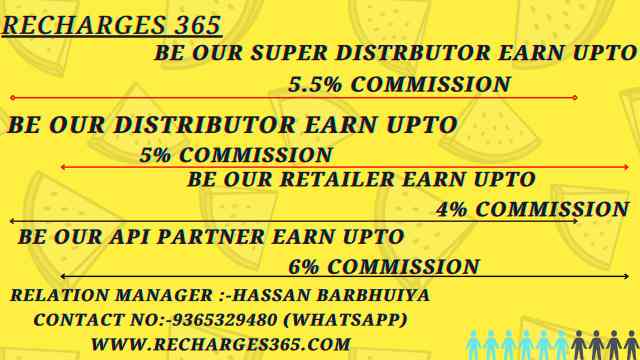 RECHARGES 365
BE OUR SUPER DISTRBUTOR EARN UPTO
5.5% COMMISSION
BE OUR DISTRIBUTOR EARN UPTO
5% COMMISSION
BE OUR RETAILER EARN UPTO
4% COMMISSION
BE OUR API PARTNER EARN UPTO
6% COMMISSION
RELATION MANAGER :-HASSAN BARBHUIYA
CONTACT NO:-9365329480 (WHATSAPP)
WWW.RECHARGES365.COM